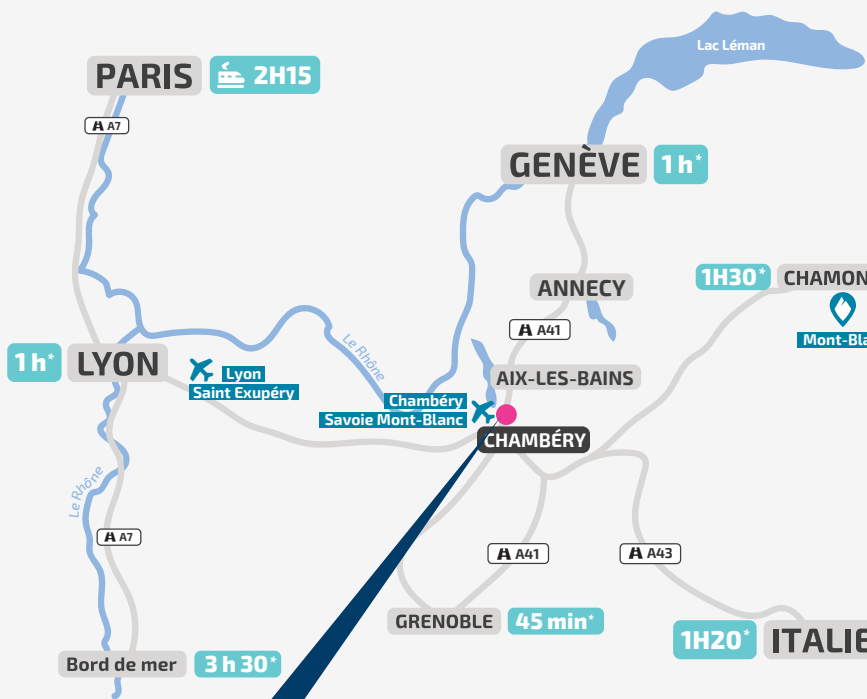 Lac Léman
PARIS 2H15
A7
GENÈVE 1 h*
ANNECY
1H30* CHAMON
Mont-Bla
A41
Le Rhône
1 h* LYON
Lyon
Saint Exupéry
AIX-LES-BAINS
Chambéry
Savoie Mont-Blanc
CHAMBÉRY
Le Rhône
A7
A41
A43
GRENOBLE 45 min*
1H20* ITALIE
Bord de mer 3 h 30*